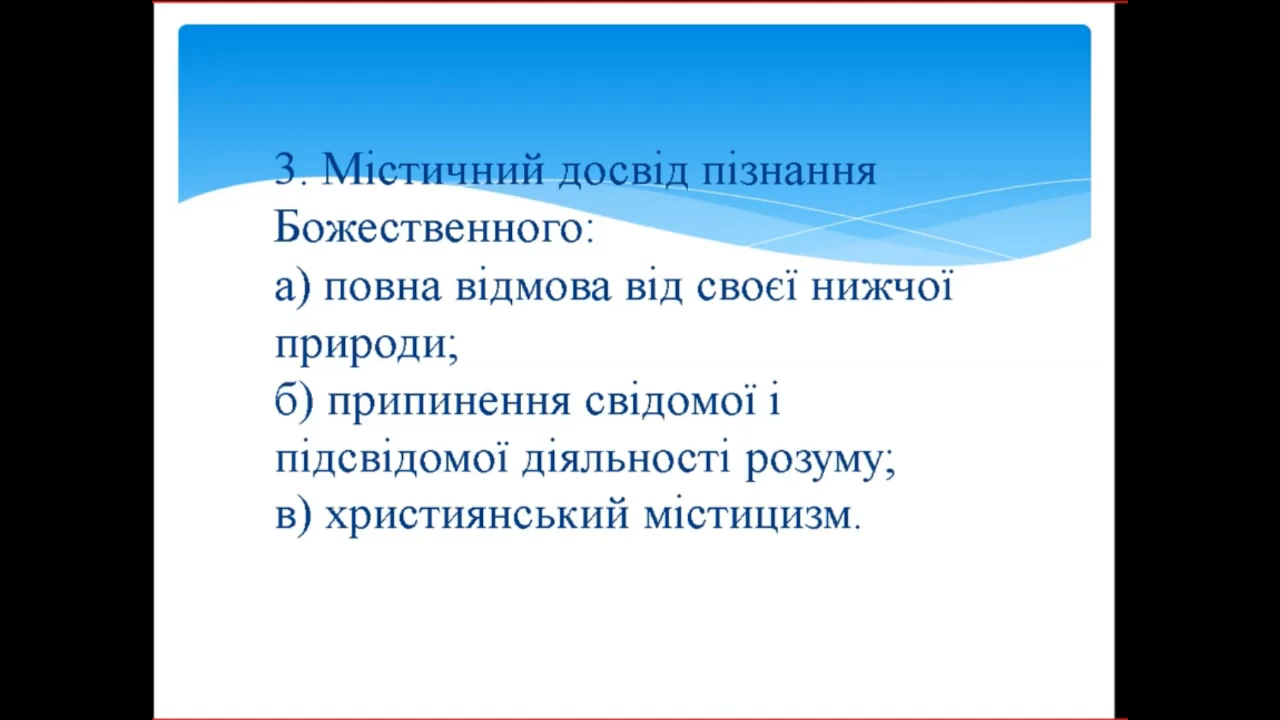 3. Містичний досвід пізнання
Божественного:
а) повна відмова від своєї нижчої
природи;
б) припинення свідомої і
підсвідомої діяльності розуму;
в) християнський містицизм.